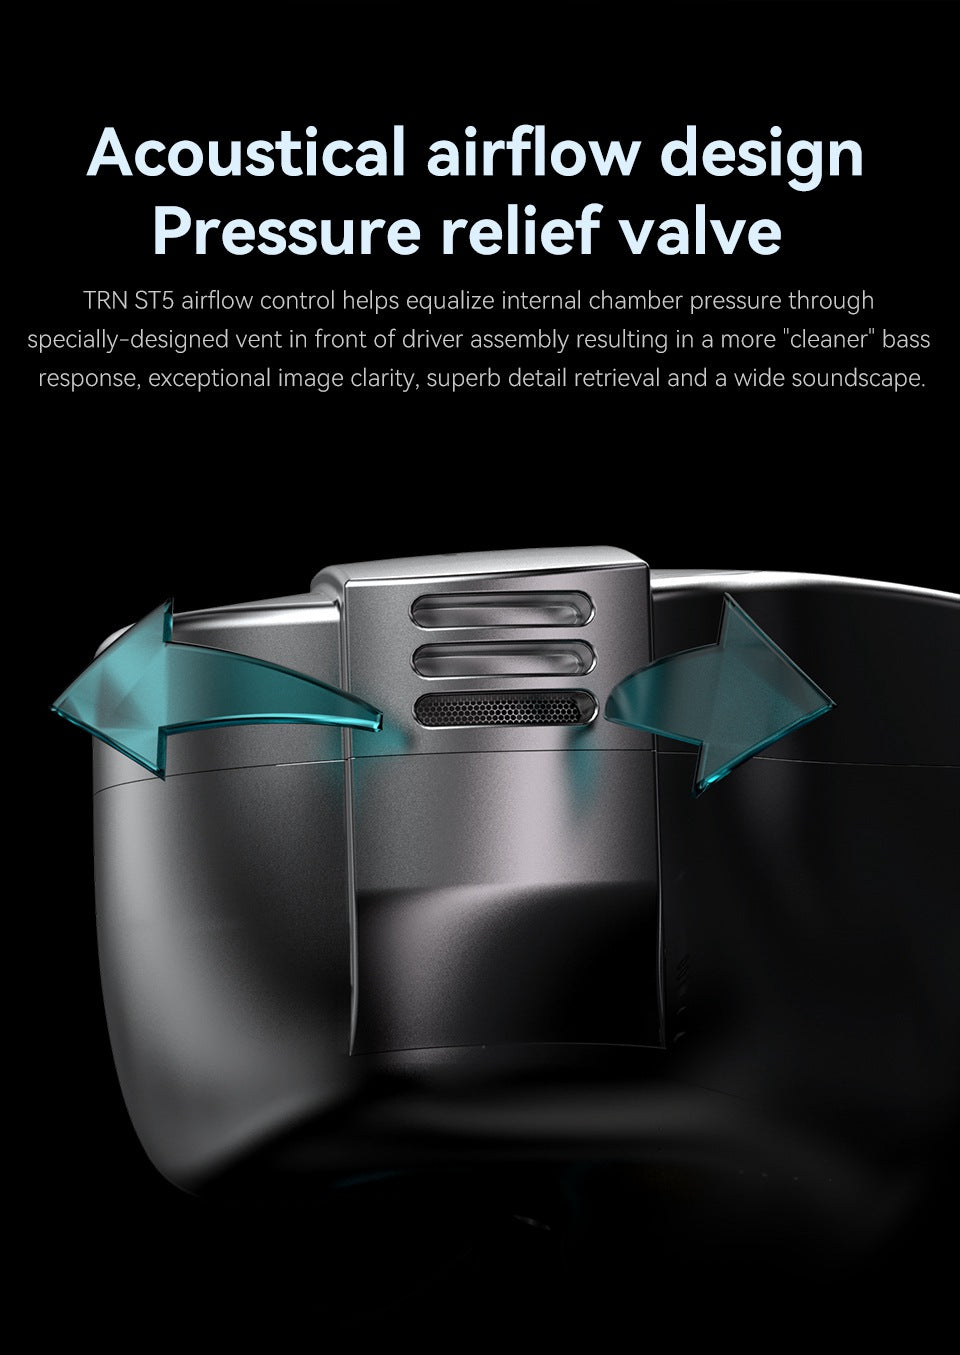 Acoustical airflow design
Pressure relief valve
TRN ST5 airflow control helps equalize internal chamber pressure through
specially-designed vent in front of driver assembly resulting in a more "cleaner" bass
response, exceptional image clarity, superb detail retrieval and a wide soundscape.